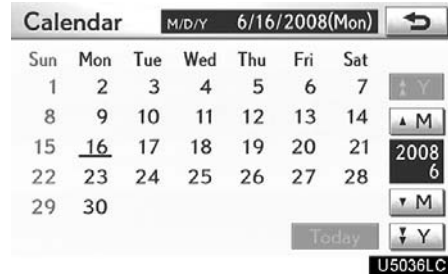 Calendar M/D/Y 6/16/2008(Mon)
Sun Mon Tue Wed Thu Fri Sat
1 2 3 4 5 6 7 Y
8 9 10 11 12 13 14 M
15 16 17 18 19 20 21 2008
22 23 24 25 26 27 28 6
29 30 M
Today Y
U5036LC